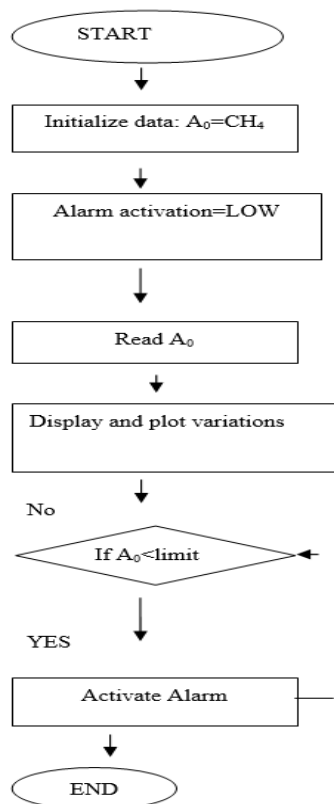 START
Initialize data: A₀=CH₄
Alarm activation=LOW
Read A₀
Display and plot variations
No
If A₀<limit
YES
Activate Alarm
END